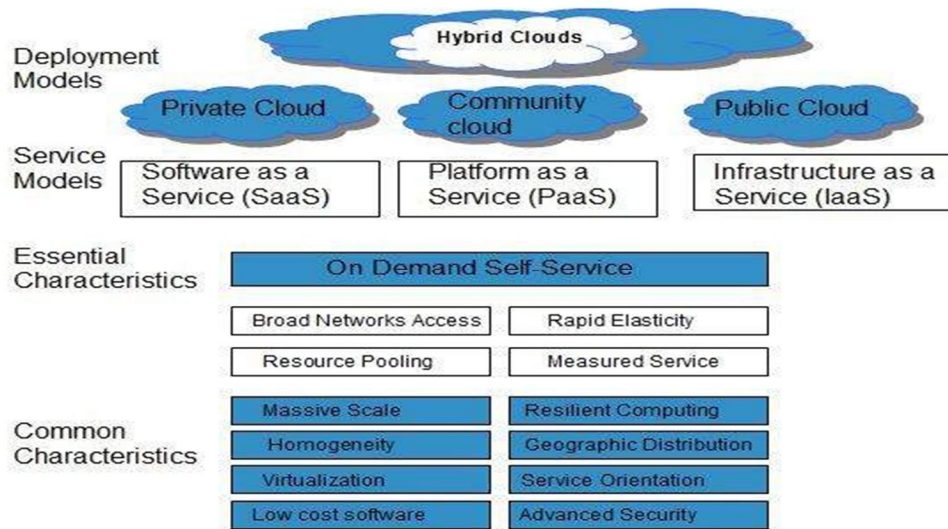 Hybrid Clouds
Deployment
Models
Private Cloud
Community
cloud
Public Cloud
Service
Models
Software as a
Service (SaaS)
Platform as a
Service (PaaS)
Infrastructure as a
Service (IaaS)
Essential
Characteristics
On Demand Self-Service
Broad Networks Access
Rapid Elasticity
Resource Pooling
Measured Service
Common
Characteristics
Massive Scale
Resilient Computing
Homogeneity
Geographic Distribution
Virtualization
Service Orientation
Low cost software
Advanced Security